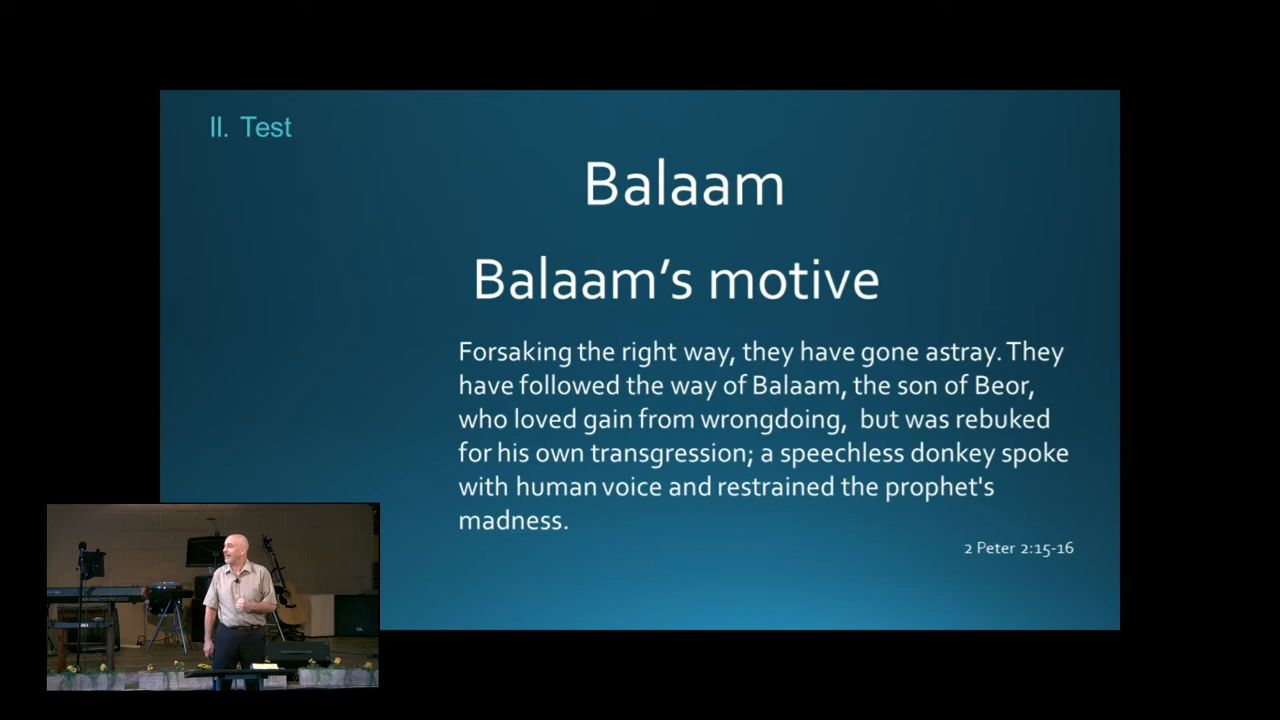 II. Test
Balaam
Balaam’s motive
Forsaking the right way, they have gone astray. They
have followed the way of Balaam, the son of Beor,
who loved gain from wrongdoing, but was rebuked
for his own transgression; a speechless donkey spoke
with human voice and restrained the prophet's
madness.
2 Peter 2:15-16